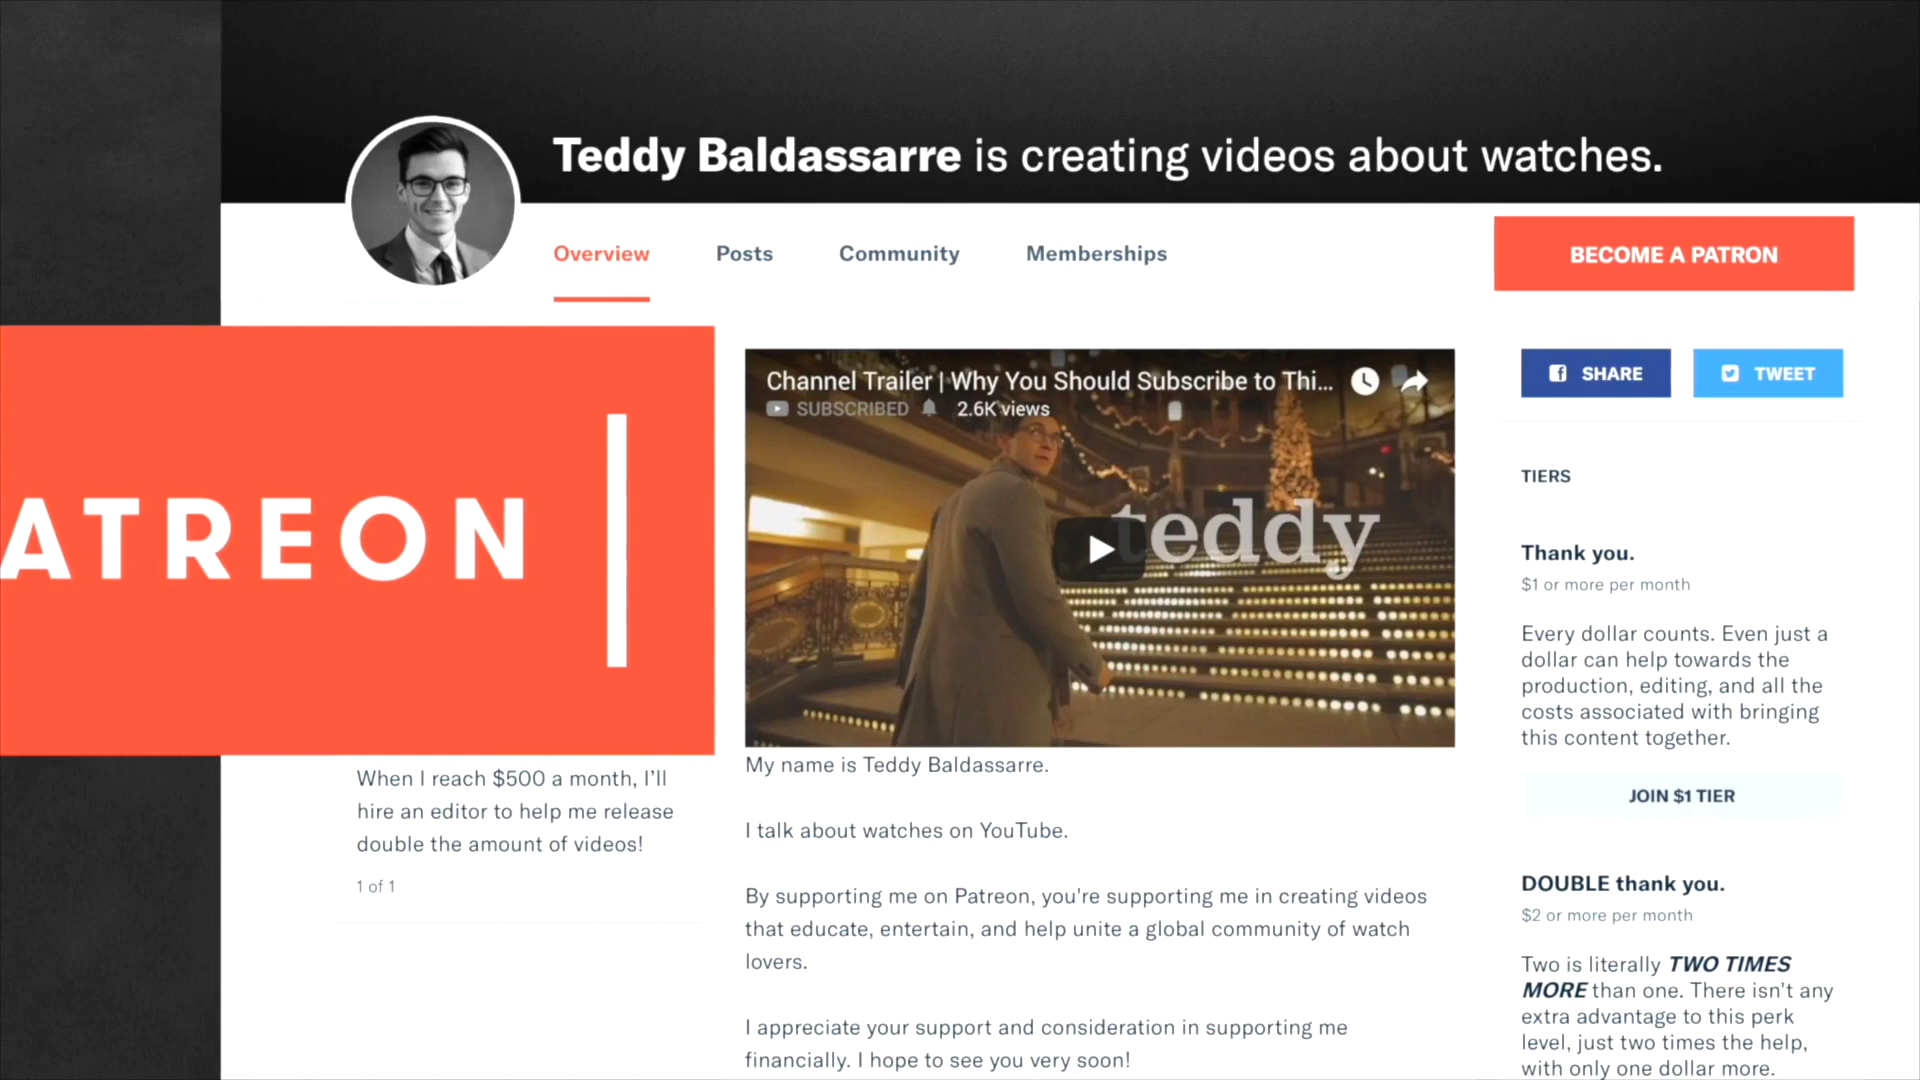 Teddy Baldassarre is creating videos about watches.
Overview
Posts
Community
Memberships
BECOME A PATRON
ATREON
When I reach $500 a month, I'll
hire an editor to help me release
double the amount of videos!
1 of 1
Channel Trailer | Why You Should Subscribe to Thi...
SUBSCRIBED
2.6K views
teddy
My name is Teddy Baldassarre.
I talk about watches on YouTube.
By supporting me on Patreon, you're supporting me in creating videos
that educate, entertain, and help unite a global community of watch
lovers.
I appreciate your support and consideration in supporting me
financially. I hope to see you very soon!
SHARE
TWEET
TIERS
Thank you.
$1 or more per month
Every dollar counts. Even just a
dollar can help towards the
production, editing, and all the
costs associated with bringing
this content together.
JOIN $1 TIER
DOUBLE thank you.
$2 or more per month
Two is literally TWO TIMES
MORE than one. There isn't any
extra advantage to this perk
level, just two times the help,
with only one dollar more.